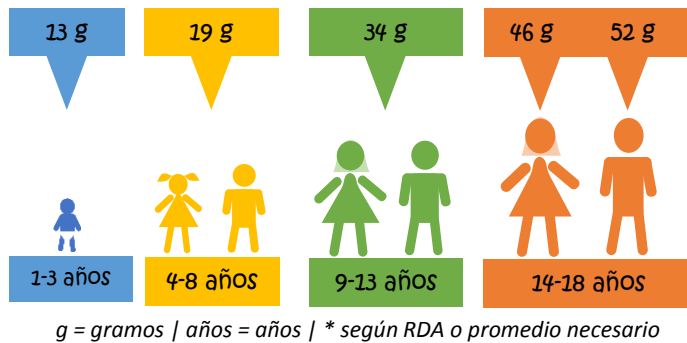 13 g 19 g 34 g 46 g 52 g
1-3 años 4-8 años 9-13 años 14-18 años
g = gramos | años = años | * según RDA o promedio necesario